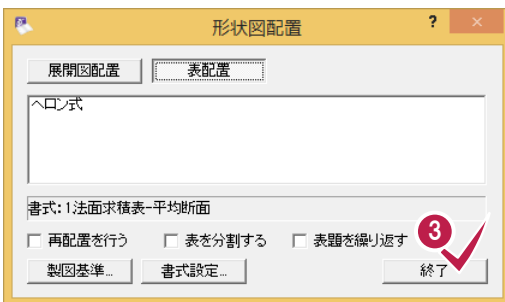 形状図配置 ? ×
展開図配置 表配置
ヘロン式
書式:1法面求積表-平均断面
再配置を行う 表を分割する 表題を繰り返す
3
製図基準... 書式設定... 終了